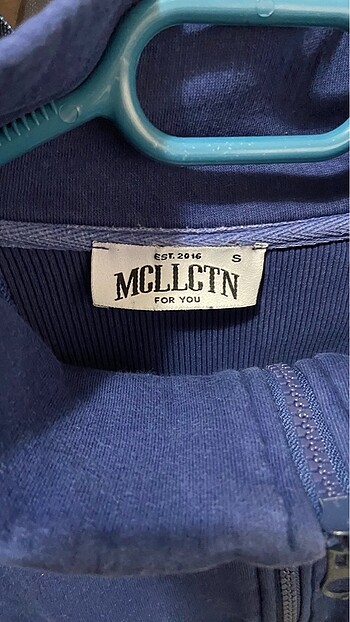 EST. 2016 S
MCLLCTN
FOR YOU